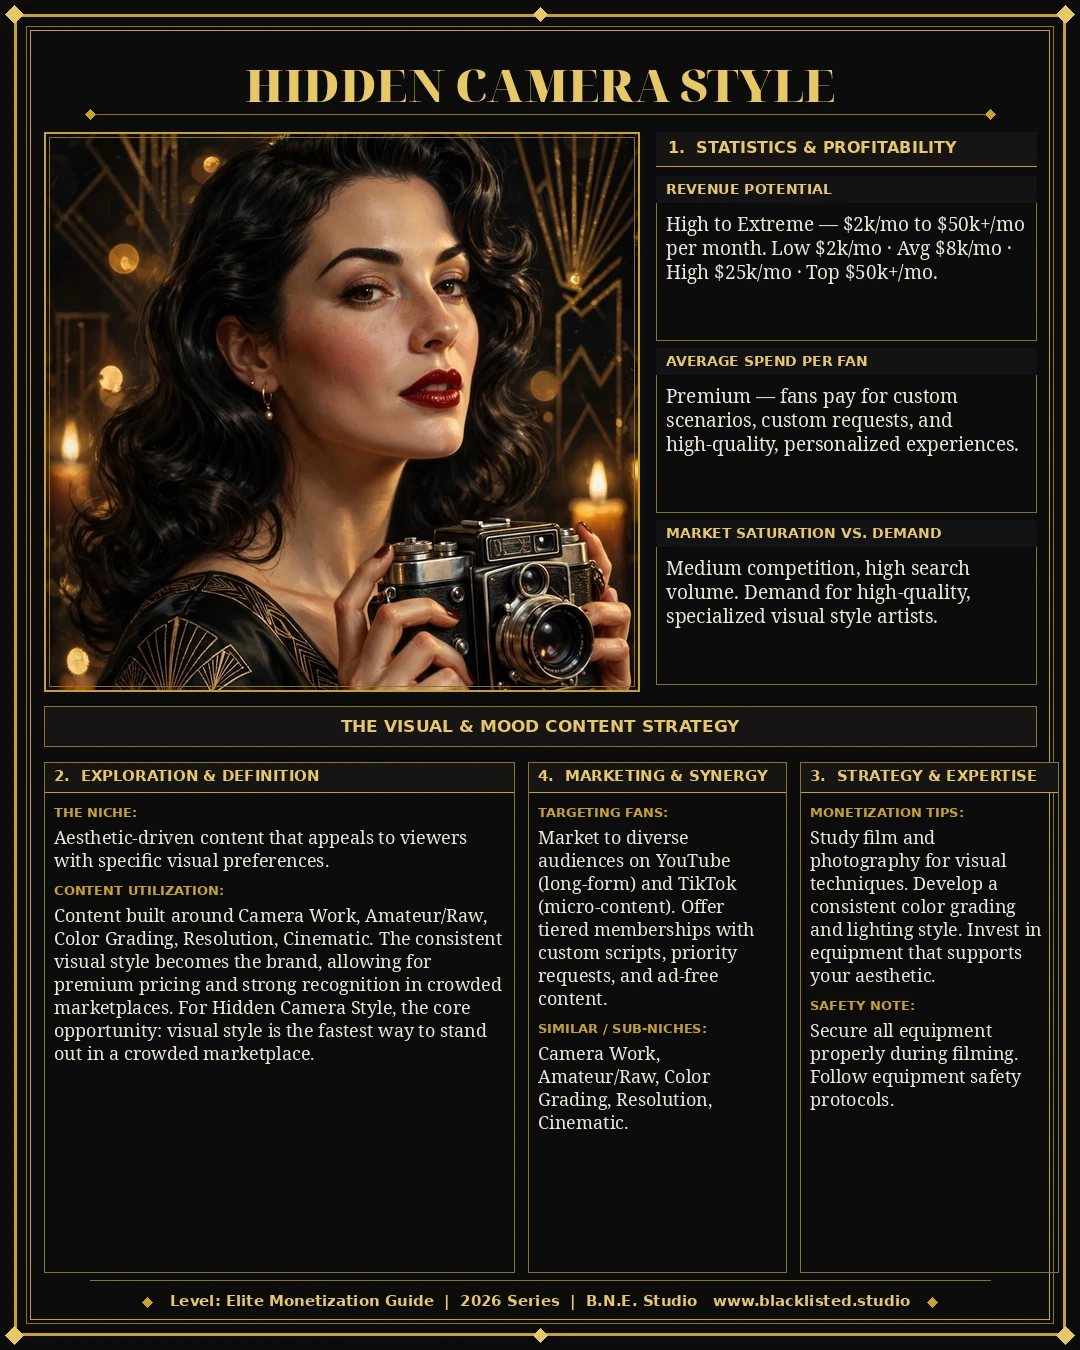 HIDDEN CAMERA STYLE
1. STATISTICS & PROFITABILITY
REVENUE POTENTIAL
High to Extreme — $2k/mo to $50k+/mo
per month. Low $2k/mo · Avg $8k/mo ·
High $25k/mo · Top $50k+/mo.
AVERAGE SPEND PER FAN
Premium — fans pay for custom
scenarios, custom requests, and
high-quality, personalized experiences.
MARKET SATURATION VS. DEMAND
Medium competition, high search
volume. Demand for high-quality,
specialized visual style artists.
THE VISUAL & MOOD CONTENT STRATEGY
2. EXPLORATION & DEFINITION
THE NICHE:
Aesthetic-driven content that appeals to viewers
with specific visual preferences.
CONTENT UTILIZATION:
Content built around Camera Work, Amateur/Raw,
Color Grading, Resolution, Cinematic. The consistent
visual style becomes the brand, allowing for
premium pricing and strong recognition in crowded
marketplaces. For Hidden Camera Style, the core
opportunity: visual style is the fastest way to stand
out in a crowded marketplace.
4. MARKETING & SYNERGY
TARGETING FANS:
Market to diverse
audiences on YouTube
(long-form) and TikTok
(micro-content). Offer
tiered memberships with
custom scripts, priority
requests, and ad-free
content.
SIMILAR / SUB-NICHES:
Camera Work,
Amateur/Raw, Color
Grading, Resolution,
Cinematic.
3. STRATEGY & EXPERTISE
MONETIZATION TIPS:
Study film and
photography for visual
techniques. Develop a
consistent color grading
and lighting style. Invest in
equipment that supports
your aesthetic.
SAFETY NOTE:
Secure all equipment
properly during filming.
Follow equipment safety
protocols.
Level: Elite Monetization Guide | 2026 Series | B.N.E. Studio www.blacklisted.studio